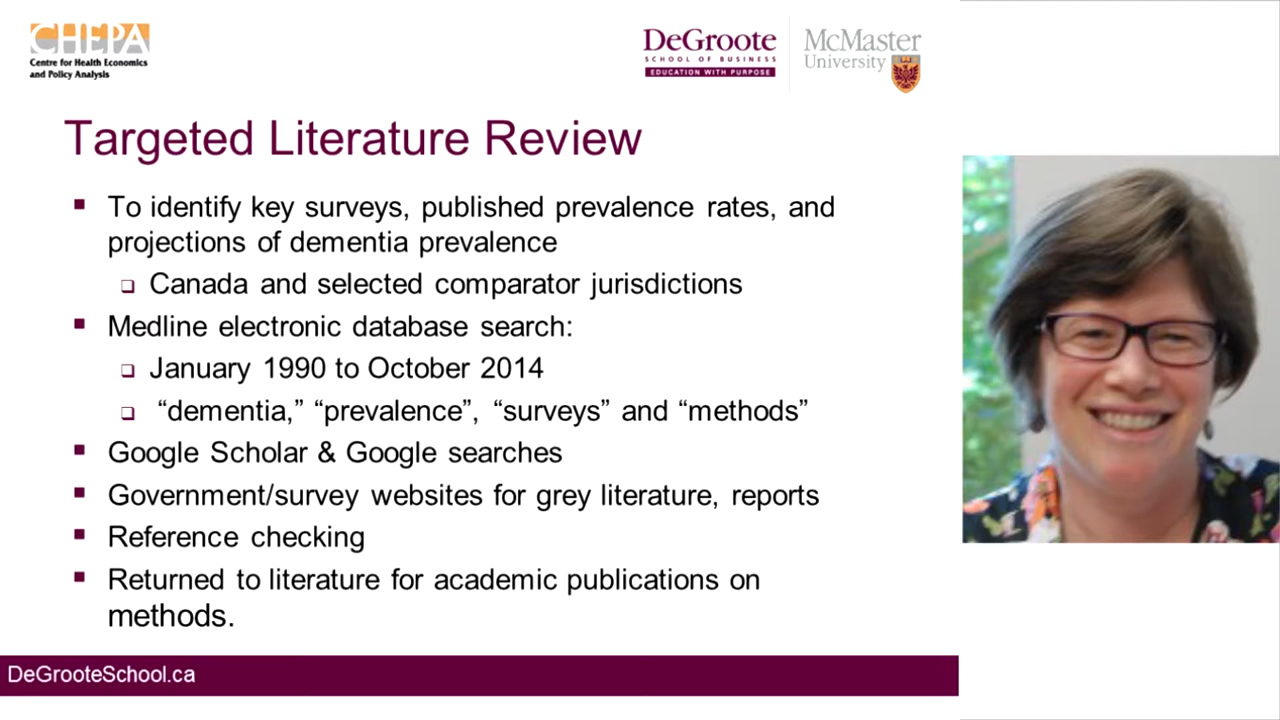 CHEPA
Centre for Health Economics
and Policy Analysis
DeGroote
SCHOOL OF BUSINESS
EDUCATION WITH PURPOSE
McMaster
University
Targeted Literature Review
To identify key surveys, published prevalence rates, and
projections of dementia prevalence
Canada and selected comparator jurisdictions
Medline electronic database search:
January 1990 to October 2014
“dementia,” “prevalence”, “surveys” and “methods”
Google Scholar & Google searches
Government/survey websites for grey literature, reports
Reference checking
Returned to literature for academic publications on
methods.
DeGrooteSchool.ca